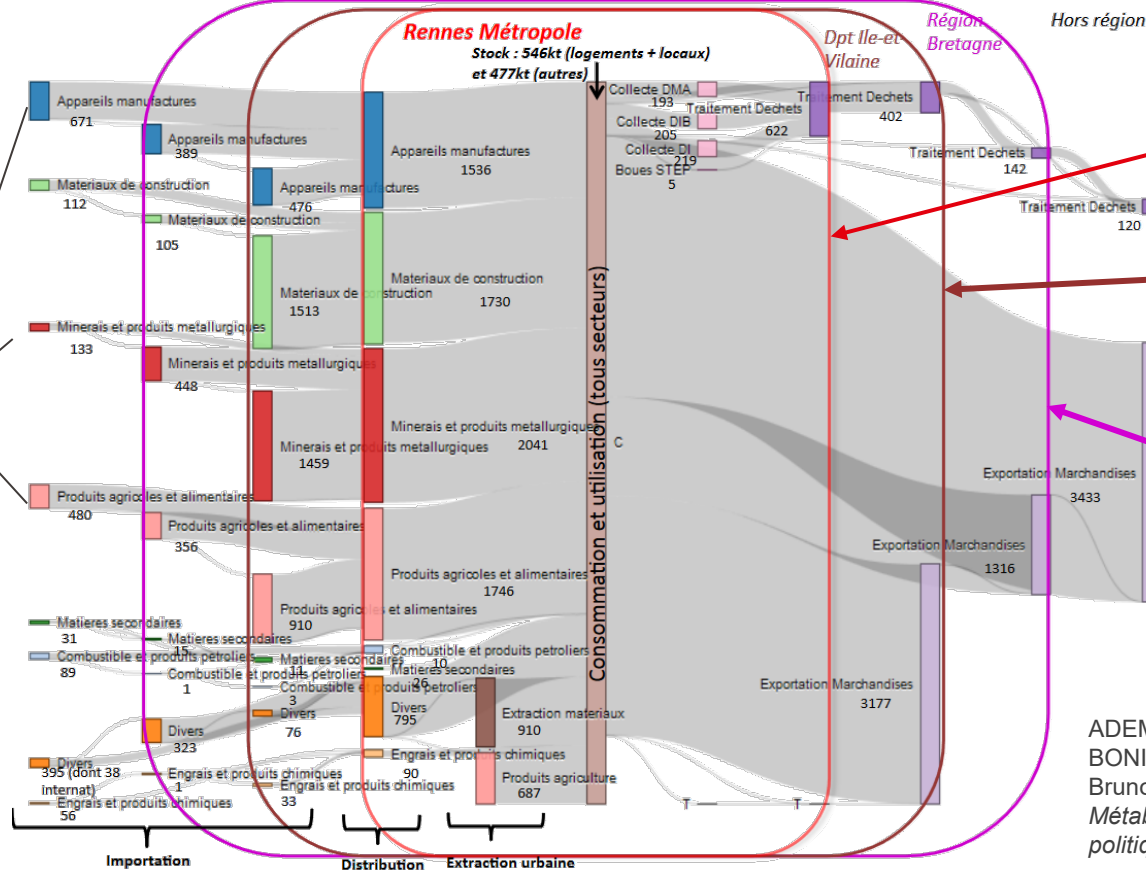 Rennes Métropole
Stock : 546kt (logements + locaux)
et 477kt (autres)
Dpt Ile-et-
Vilaine
Région
Bretagne
Hors région
Appareils manufactures
671
Appareils manufactures
389
Appareils manufactures
476
Appareils manufactures
1536
Materiaux de construction
112
Materiaux de construction
105
Materiaux de construction
1513
Materiaux de construction
1730
Minerais et produits metallurgiques
133
Minerais et produits metallurgiques
448
Minerais et produits metallurgiques
1459
Minerais et produits metallurgiques
2041
Produits agricoles et alimentaires
480
Produits agricoles et alimentaires
356
Produits agricoles et alimentaires
910
Produits agricoles et alimentaires
1746
Matieres secondaires
31
Matieres secondaires
15
Matieres secondaires
11
Matieres secondaires
26
Combustible et produits petroliers
89
Combustible et produits petroliers
1
Combustible et produits petroliers
3
Combustible et produits petroliers
10
Divers
395 (dont 38
internat)
Divers
323
Divers
76
Divers
795
Engrais et produits chimiques
56
Engrais et produits chimiques
1
Engrais et produits chimiques
33
Engrais et produits chimiques
90
Extraction materiaux
910
Produits agriculture
687
Consommation et utilisation (tous secteurs)
C
Collecte DMA
193
Collecte DIB
205
Collecte DI
219
Boues STEP
5
Traitement Dechets
622
Traitement Dechets
402
Traitement Dechets
142
Traitement Dechets
120
Exportation Marchandises
3433
Exportation Marchandises
1316
Exportation Marchandises
3177
T
T
Importation
Distribution
Extraction urbaine
ADEM
BONI
Bruno
Métab
politic